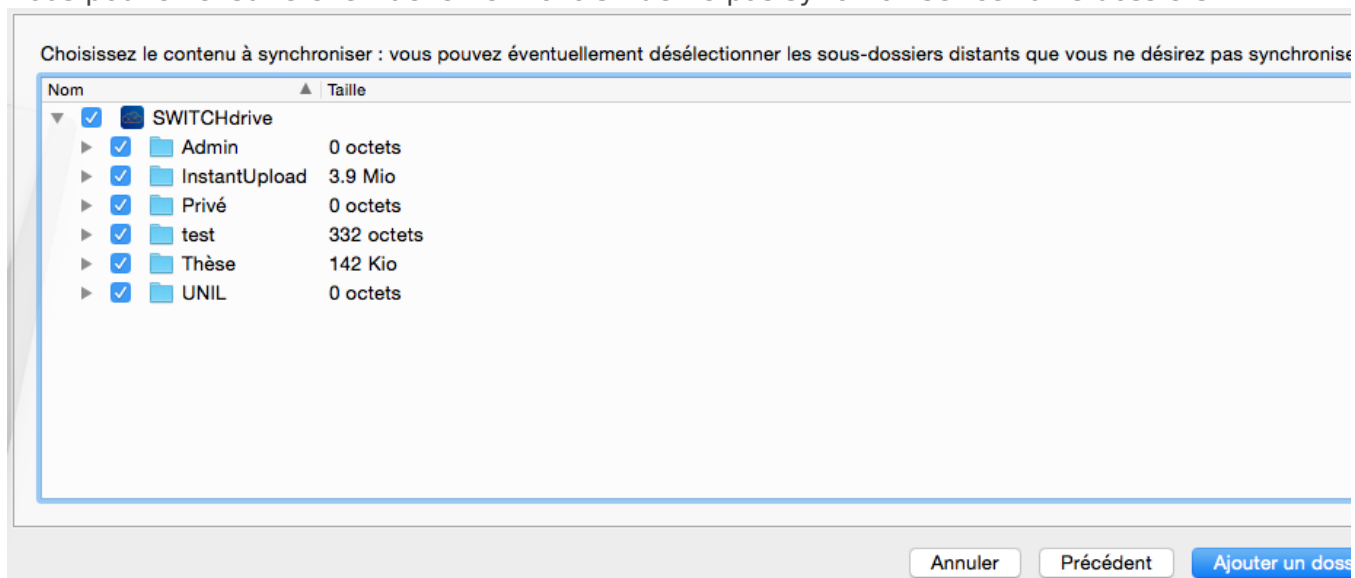 Choisissez le contenu à synchroniser : vous pouvez éventuellement désélectionner les sous-dossiers distants que vous ne désirez pas synchronise
Nom Taille
SWITCHdrive
Admin 0 octets
InstantUpload 3.9 Mio
Privé 0 octets
test 332 octets
Thèse 142 Kio
UNIL 0 octets
Annuler Précédent Ajouter un doss